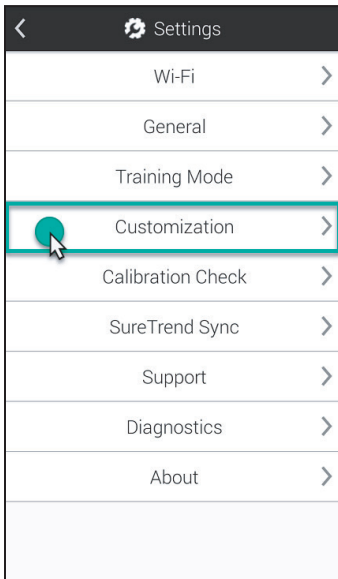 Settings
Wi-Fi
General
Training Mode
Customization
Calibration Check
SureTrend Sync
Support
Diagnostics
About